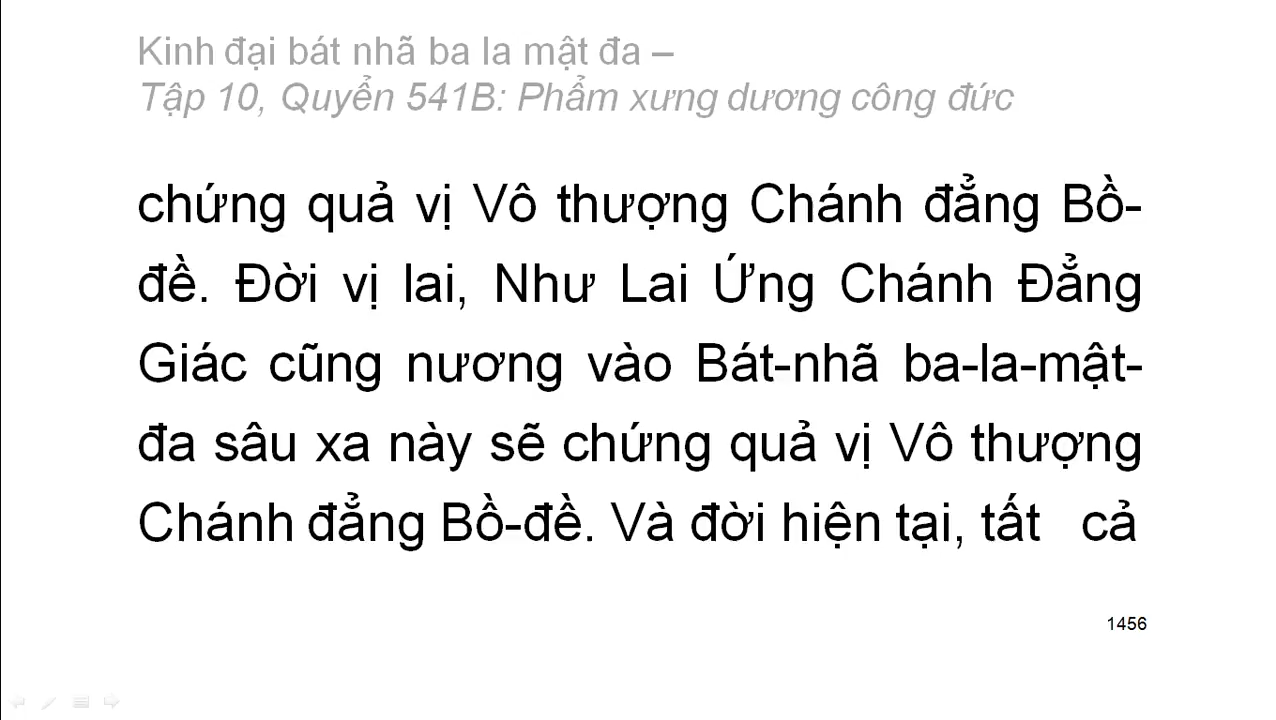 Kinh đại bát nhã ba la mật đa –
Tập 10, Quyển 541B: Phẩm xưng dương công đức
chứng quả vị Vô thượng Chánh đẳng Bồ-
đề. Đời vị lai, Như Lai Ứng Chánh Đẳng
Giác cũng nương vào Bát-nhã ba-la-mật-
đa sâu xa này sẽ chứng quả vị Vô thượng
Chánh đẳng Bồ-đề. Và đời hiện tại, tất cả
1456